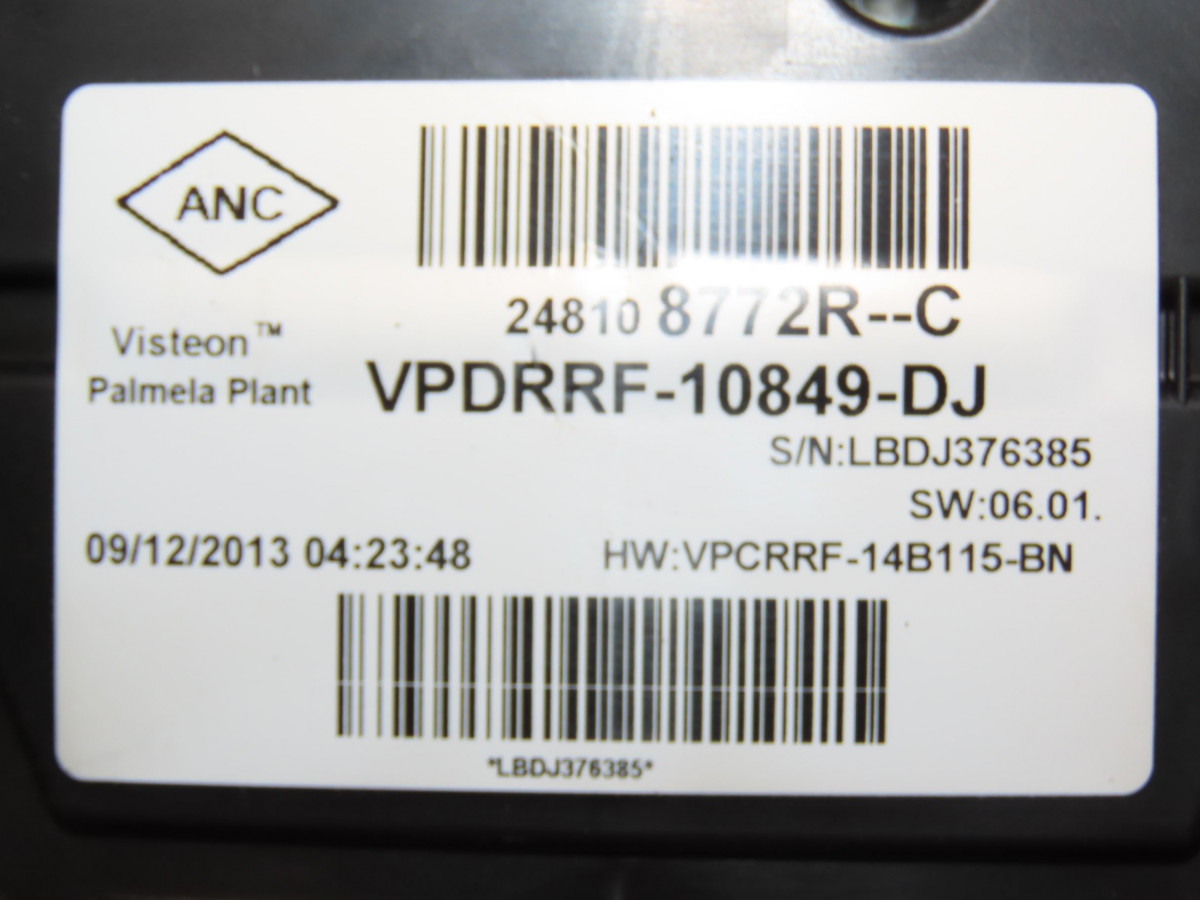 ANC
24810 8772R--C
Visteon™
Palmela Plant
VPDRRF-10849-DJ
S/N:LBDJ376385
SW:06.01.
09/12/2013 04:23:48
HW:VPCRRF-14B115-BN
*LBDJ376385*